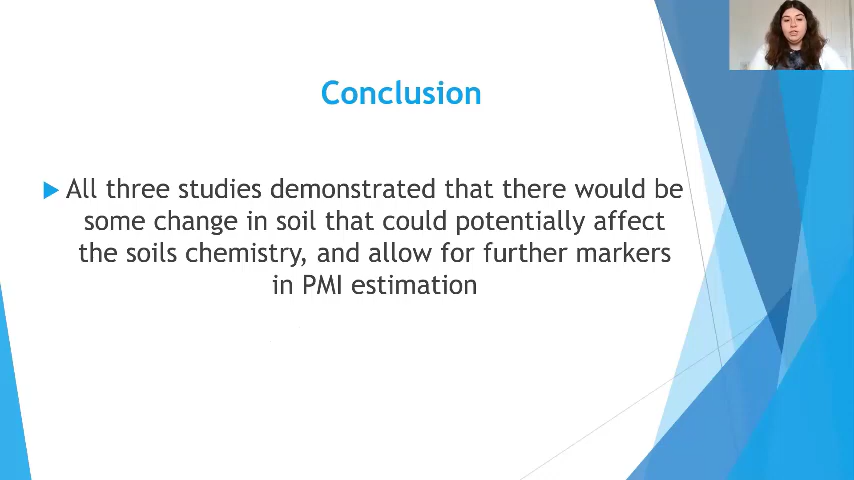 Conclusion
All three studies demonstrated that there would be
some change in soil that could potentially affect
the soils chemistry, and allow for further markers
in PMI estimation